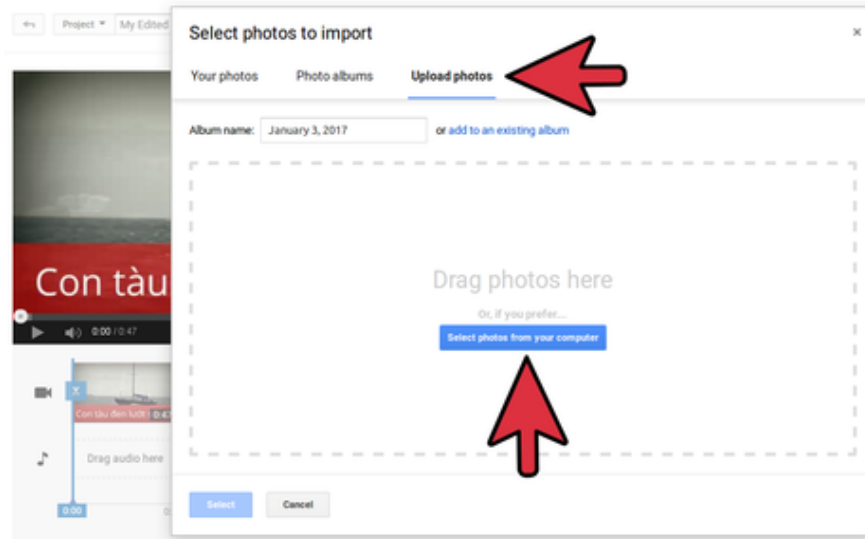 Project My Edited
Select photos to import
Your photos Photo albums Upload photos
Album name: January 3, 2017 or add to an existing album
Drag photos here
Or, if you prefer...
Select photos from your computer
Con tàu
0:00 / 0:47
Con tàu đen lướt 0:47
Drag audio here
0:00
Select Cancel